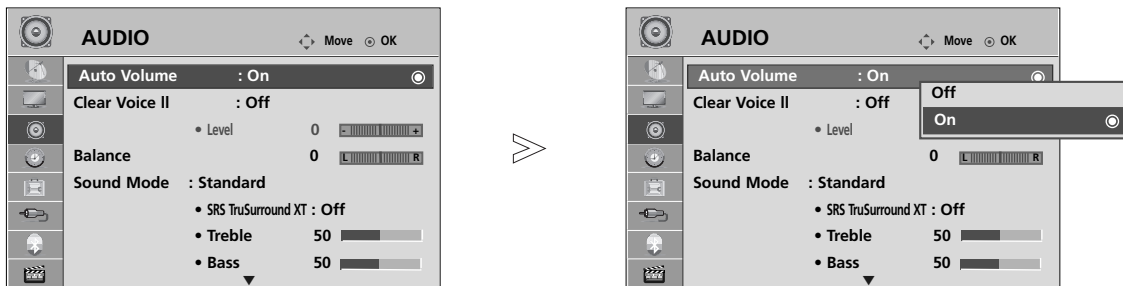 AUDIO Move OK
Auto Volume : On
Clear Voice ll : Off
• Level 0 - +
Balance 0 L R
Sound Mode : Standard
• SRS TruSurround XT : Off
• Treble 50
• Bass 50
AUDIO Move OK
Auto Volume : On
Off
On
Clear Voice ll : Off
• Level
Balance 0 L R
Sound Mode : Standard
• SRS TruSurround XT : Off
• Treble 50
• Bass 50